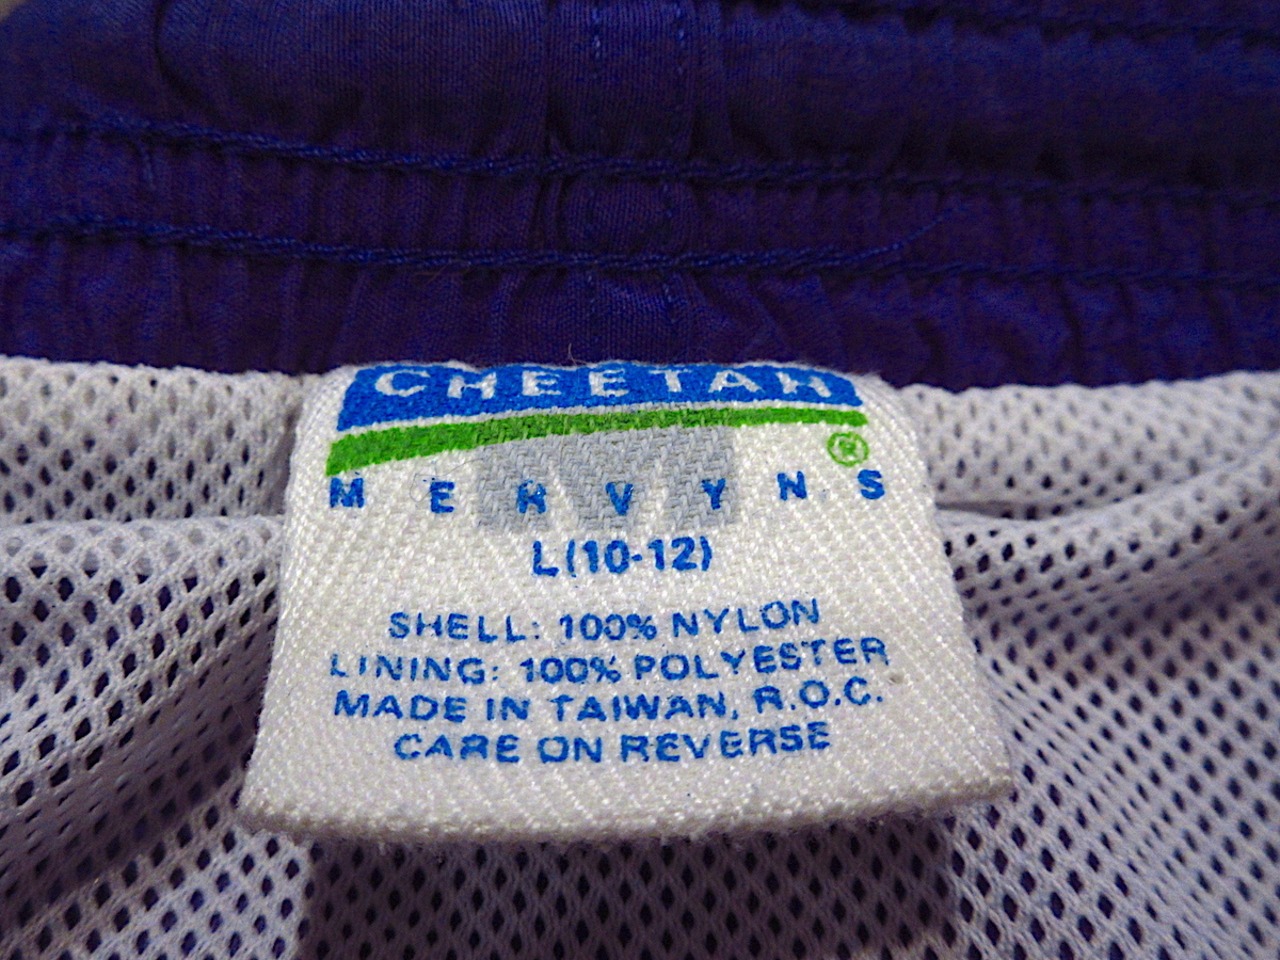 CHEETAH
®
MERVYNS
L(10-12)
SHELL: 100% NYLON
LINING: 100% POLYESTER
MADE IN TAIWAN, R.O.C.
CARE ON REVERSE